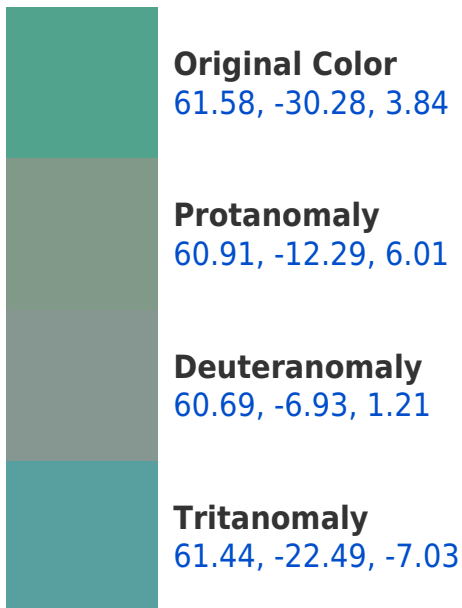 Original Color
61.58, -30.28, 3.84
Protanomaly
60.91, -12.29, 6.01
Deuteranomaly
60.69, -6.93, 1.21
Tritanomaly
61.44, -22.49, -7.03